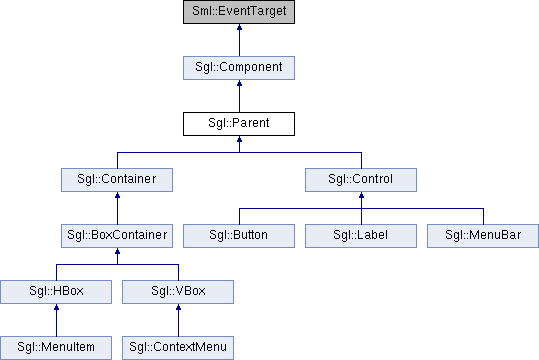 Sml::EventTarget
Sgl::Component
Sgl::Parent
Sgl::Container
Sgl::Control
Sgl::BoxContainer
Sgl::Button
Sgl::Label
Sgl::MenuBar
Sgl::HBox
Sgl::VBox
Sgl::MenuItem
Sgl::ContextMenu